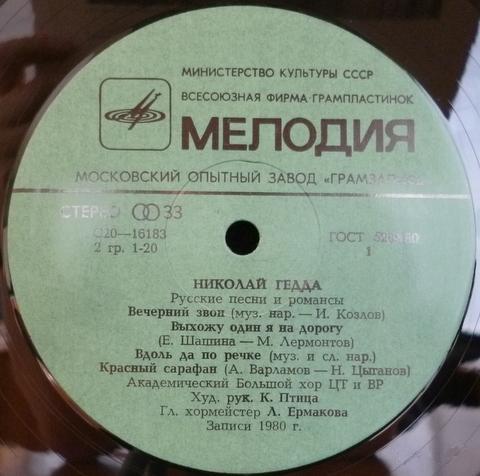 МИНИСТЕРСТВО КУЛЬТУРЫ СССР
ВСЕСОЮЗНАЯ ФИРМА ГРАМПЛАСТИНОК
МЕЛОДИЯ
МОСКОВСКИЙ ОПЫТНЫЙ ЗАВОД
СТЕРЕО 33
С20—16183
2 гр. 1-20
ГОСТ
1
НИКОЛАЙ ГЕДДА
Русские песни и романсы
Вечерний звон (муз. нар.— И. Козлов)
Выхожу один я на дорогу
(Е. Шашина — М. Лермонтов)
Вдоль да по речке (муз. и сл. нар.)
Красный сарафан (А. Варламов — Н. Цыганов)
Академический Большой хор ЦТ и ВР
Худ. рук. К. Птица
Гл. хормейстер Л. Ермакова
Записи 1980 г.